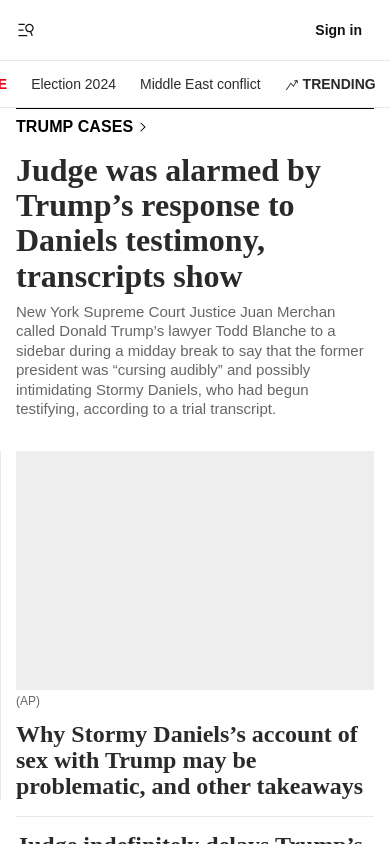 Sign in
E
Election 2024
Middle East conflict
TRENDING
TRUMP CASES
Judge was alarmed by
Trump’s response to
Daniels testimony,
transcripts show
New York Supreme Court Justice Juan Merchan
called Donald Trump’s lawyer Todd Blanche to a
sidebar during a midday break to say that the former
president was “cursing audibly” and possibly
intimidating Stormy Daniels, who had begun
testifying, according to a trial transcript.
(AP)
Why Stormy Daniels’s account of
sex with Trump may be
problematic, and other takeaways
Judge indefinitely delays Trump’s